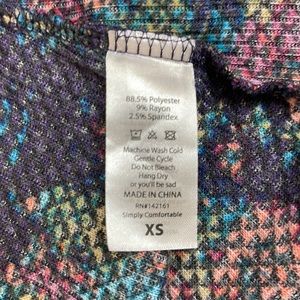 88.5% Polyester
9% Rayon
2.5% Spandex
Machine Wash Cold
Gentle Cycle
Do Not Bleach
Hang Dry
or you'll be sad
MADE IN CHINA
RN#142161
Simply Comfortable
XS